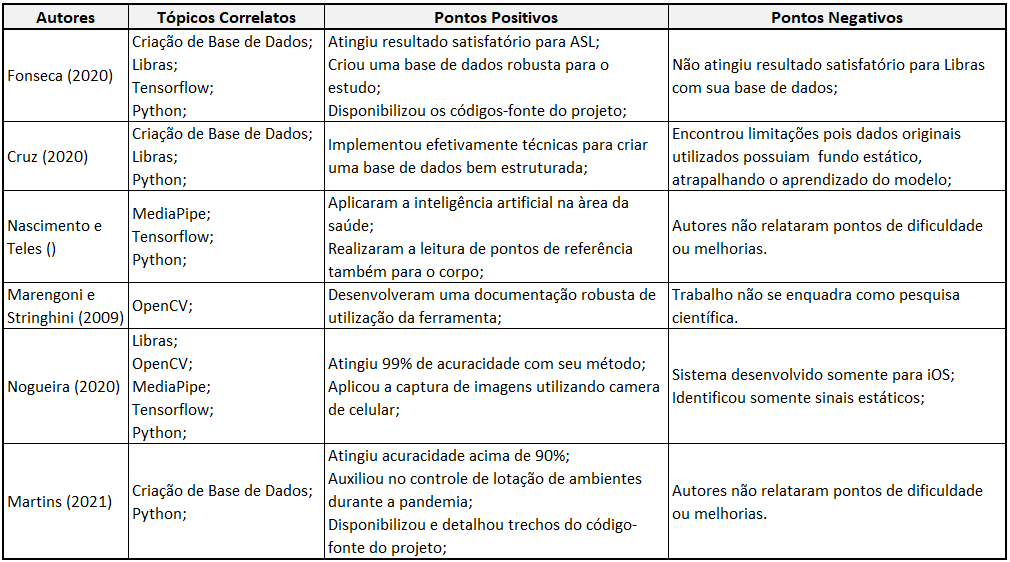 Autores
Tópicos Correlatos
Pontos Positivos
Pontos Negativos
Fonseca (2020)
Criação de Base de Dados;
Libras;
Tensorflow;
Python;
Atingiu resultado satisfatório para ASL;
Criou uma base de dados robusta para o
estudo;
Disponibilizou os códigos-fonte do projeto;
Não atingiu resultado satisfatório para Libras
com sua base de dados;
Cruz (2020)
Criação de Base de Dados;
Libras;
Python;
Implementou efetivamente técnicas para criar
uma base de dados bem estruturada;
Encontrou limitações pois dados originais
utilizados possuiam fundo estático,
atrapalhando o aprendizado do modelo;
Nascimento e
Teles ()
MediaPipe;
Tensorflow;
Python;
Aplicaram a inteligência artificial na àrea da
saúde;
Realizaram a leitura de pontos de referência
também para o corpo;
Autores não relataram pontos de dificuldade
ou melhorias.
Marengoni e
Stringhini (2009)
OpenCV;
Desenvolveram uma documentação robusta de
utilização da ferramenta;
Trabalho não se enquadra como pesquisa
científica.
Nogueira (2020)
Libras;
OpenCV;
MediaPipe;
Tensorflow;
Python;
Atingiu 99% de acuracidade com seu método;
Aplicou a captura de imagens utilizando camera
de celular;
Sistema desenvolvido somente para iOS;
Identificou somente sinais estáticos;
Martins (2021)
Criação de Base de Dados;
Python;
Atingiu acuracidade acima de 90%;
Auxiliou no controle de lotação de ambientes
durante a pandemia;
Disponibilizou e detalhou trechos do código-
fonte do projeto;
Autores não relataram pontos de dificuldade
ou melhorias.